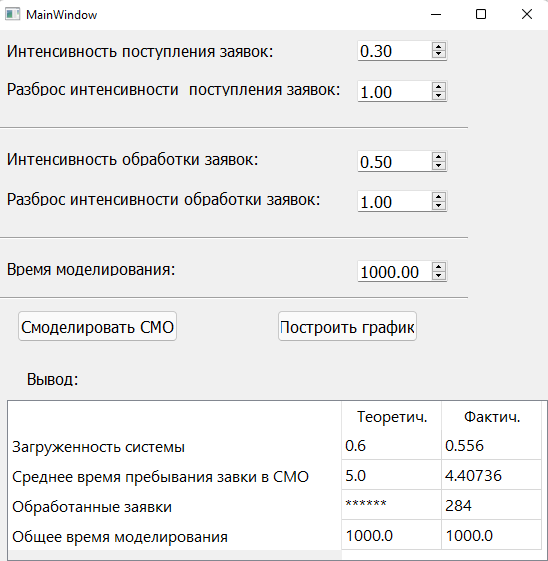 MainWindow
Интенсивность поступления заявок: 0.30
Разброс интенсивности поступления заявок: 1.00
Интенсивность обработки заявок: 0.50
Разброс интенсивности обработки заявок: 1.00
Время моделирования: 1000.00
Смоделировать СМО Построить график
Вывод:
Теоретич. Фактич.
Загруженность системы 0.6 0.556
Среднее время пребывания завки в СМО 5.0 4.40736
Обработанные заявки ****** 284
Общее время моделирования 1000.0 1000.0